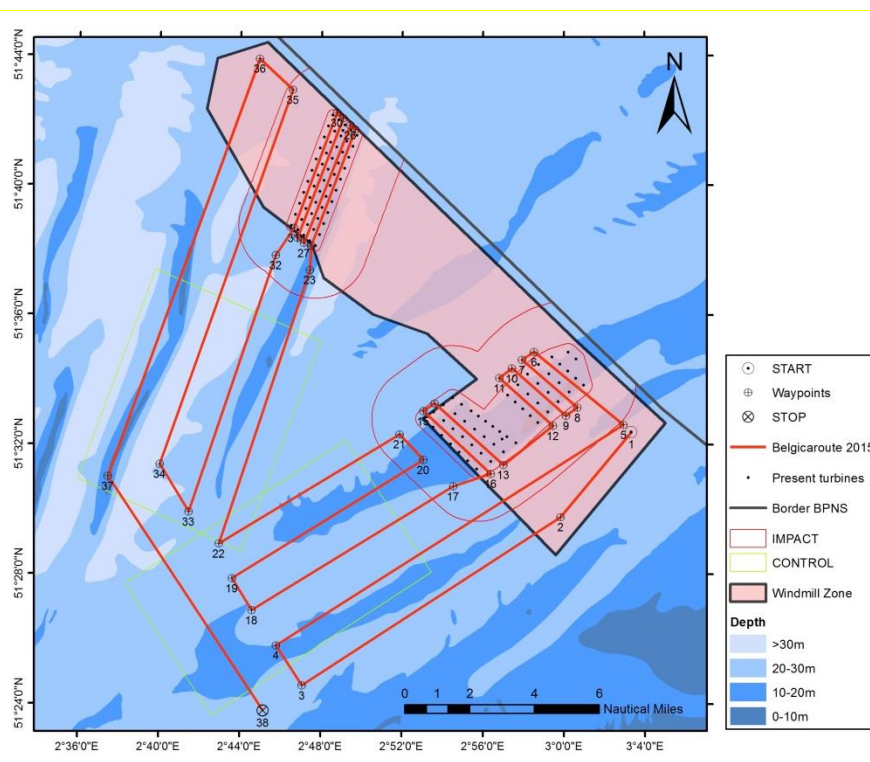 51°44'0"N
51°40'0"N
51°36'0"N
51°32'0"N
51°28'0"N
51°24'0"N
N
36
35
30
31
27
32
23
6
7
10
11
8
9
12
5
1
15
21
20
13
16
17
2
34
37
33
22
19
18
4
3
38
0 2 4 6
Nautical Miles
2°36'0"E 2°40'0"E 2°44'0"E 2°48'0"E 2°52'0"E 2°56'0"E 3°0'0"E 3°4'0"E
START
Waypoints
STOP
Belgicaroute 2015
Present turbines
Border BPNS
IMPACT
CONTROL
Windmill Zone
Depth
>30m
20-30m
10-20m
0-10m